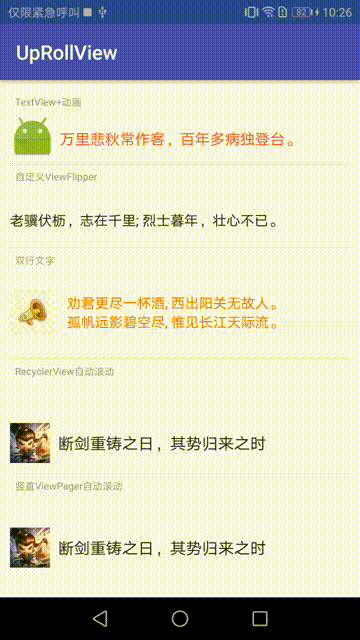 仅限紧急呼叫
82
10:26
UpRollView
TextView+动画
万里悲秋常作客，百年多病独登台。
自定义ViewFlipper
老骥伏枥，志在千里; 烈士暮年，壮心不已。
双行文字
劝君更尽一杯酒, 西出阳关无故人。
孤帆远影碧空尽, 惟见长江天际流。
RecyclerView自动滚动
断剑重铸之日，其势归来之时
竖直ViewPager自动滚动
断剑重铸之日，其势归来之时